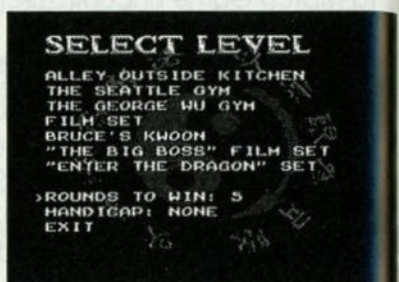 SELECT LEVEL
ALLEY OUTSIDE KITCHEN
THE SEATTLE GYM
THE GEORGE WU GYM
FILM SET
BRUCE'S KWOON
"THE BIG BOSS" FILM SET
"ENTER THE DRAGON" SET
>ROUNDS TO WIN: 5
HANDICAP: NONE
EXIT